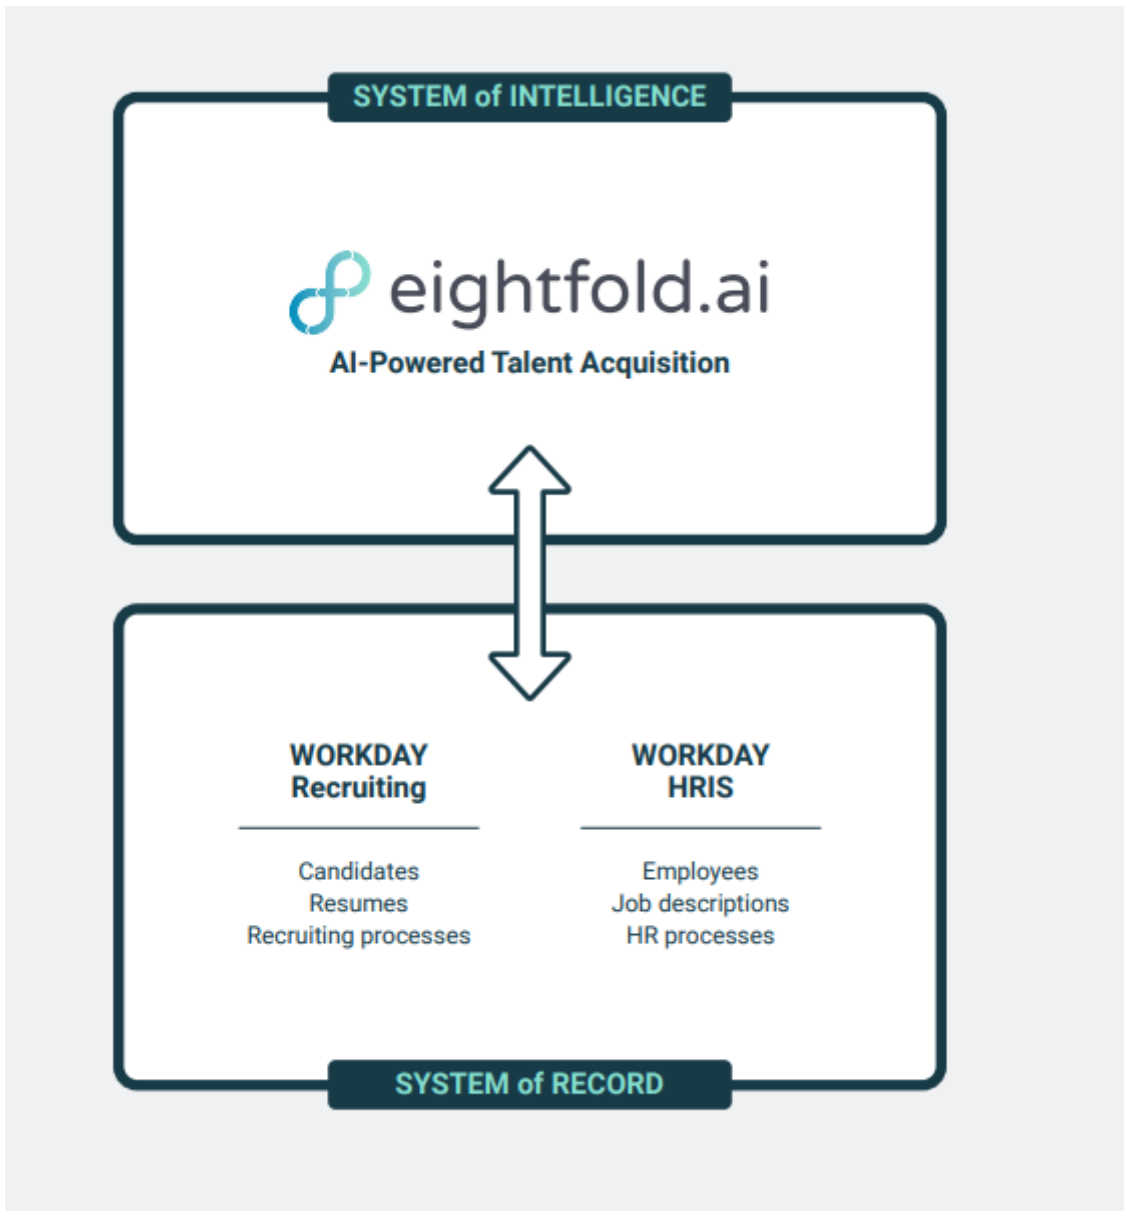 SYSTEM of INTELLIGENCE
eightfold.ai
AI-Powered Talent Acquisition
WORKDAY
Recruiting
Candidates
Resumes
Recruiting processes
WORKDAY
HRIS
Employees
Job descriptions
HR processes
SYSTEM of RECORD